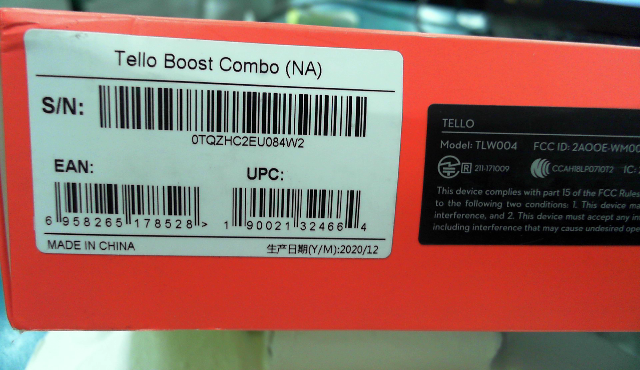 Tello Boost Combo (NA)
S/N:
0TQZHC2EU084W2
EAN:
UPC:
6 958265 178528 >
1 90021 32466 4
MADE IN CHINA
生产日期(Y/M):2020/12
TELLO
Model: TLW004 FCC ID: 2AOOE-WM00
R 211-171009 CCAH18LP0710T2 IC:
This device complies with part 15 of the FCC Rules
to the following two conditions: 1. This device ma
interference, and 2. This device must accept any in
including interference that may cause undesired ope